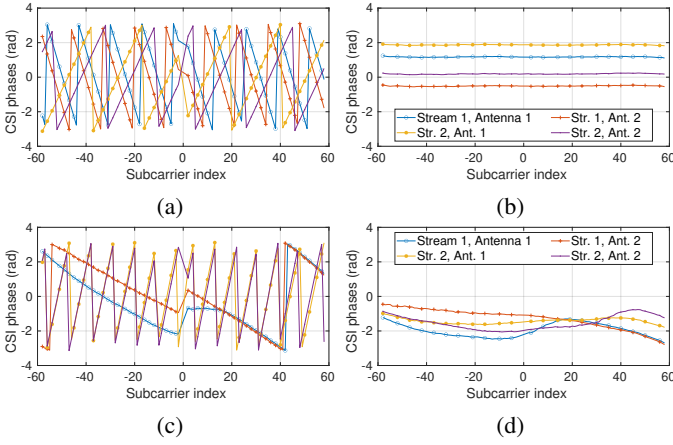 4
2
0
-2
-4
CSI phases (rad)
-60 -40 -20 0 20 40 60
Subcarrier index
(a)
4
2
0
-2
-4
CSI phases (rad)
Stream 1, Antenna 1 Str. 1, Ant. 2
Str. 2, Ant. 1 Str. 2, Ant. 2
-60 -40 -20 0 20 40 60
Subcarrier index
(b)
4
2
0
-2
-4
CSI phases (rad)
-60 -40 -20 0 20 40 60
Subcarrier index
(c)
4
2
0
-2
-4
CSI phases (rad)
Stream 1, Antenna 1 Str. 1, Ant. 2
Str. 2, Ant. 1 Str. 2, Ant. 2
-60 -40 -20 0 20 40 60
Subcarrier index
(d)